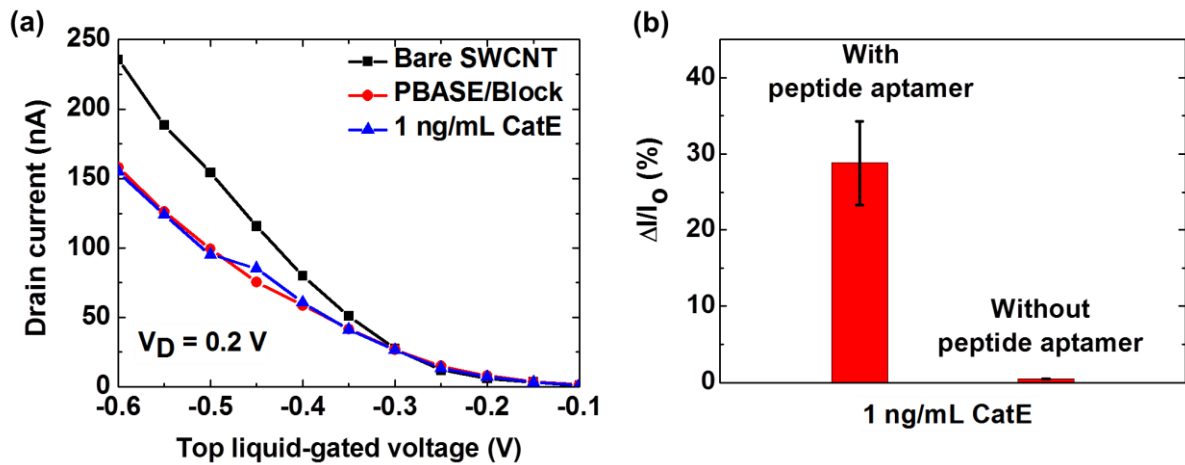 (a)
250
200
150
100
50
0
Drain current (nA)
Bare SWCNT
PBASE/Block
1 ng/mL CatE
V_D = 0.2 V
-0.6 -0.5 -0.4 -0.3 -0.2 -0.1
Top liquid-gated voltage (V)
(b)
40
30
20
10
0
ΔI/I_o (%)
With
peptide aptamer
Without
peptide aptamer
1 ng/mL CatE